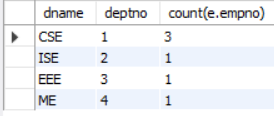 dname deptno count(e.empno)
CSE 1 3
ISE 2 1
EEE 3 1
ME 4 1